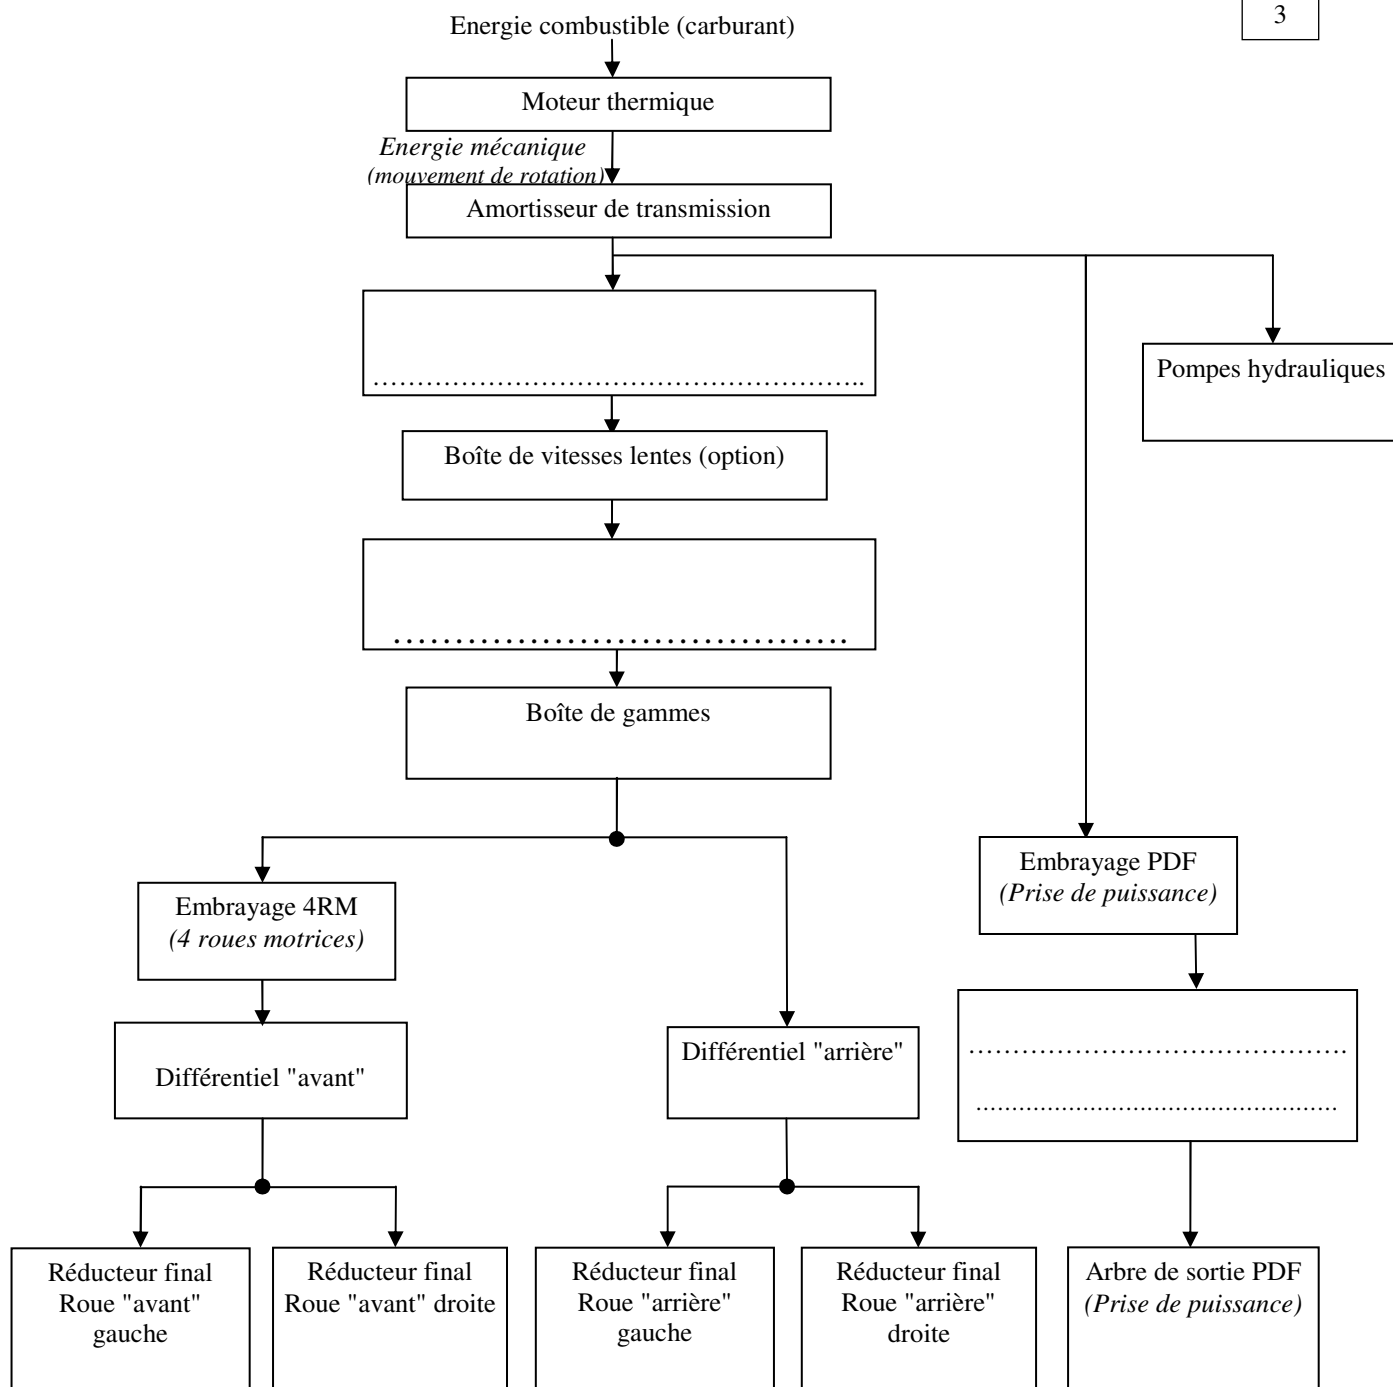 3
Energie combustible (carburant)
Moteur thermique
Energie mécanique
(mouvement de rotation)
Amortisseur de transmission
Pompes hydrauliques
Boîte de vitesses lentes (option)
Boîte de gammes
Embrayage PDF
(Prise de puissance)
Embrayage 4RM
(4 roues motrices)
Différentiel "avant"
Différentiel "arrière"
Réducteur final
Roue "avant"
gauche
Réducteur final
Roue "avant" droite
Réducteur final
Roue "arrière"
gauche
Réducteur final
Roue "arrière"
droite
Arbre de sortie PDF
(Prise de puissance)